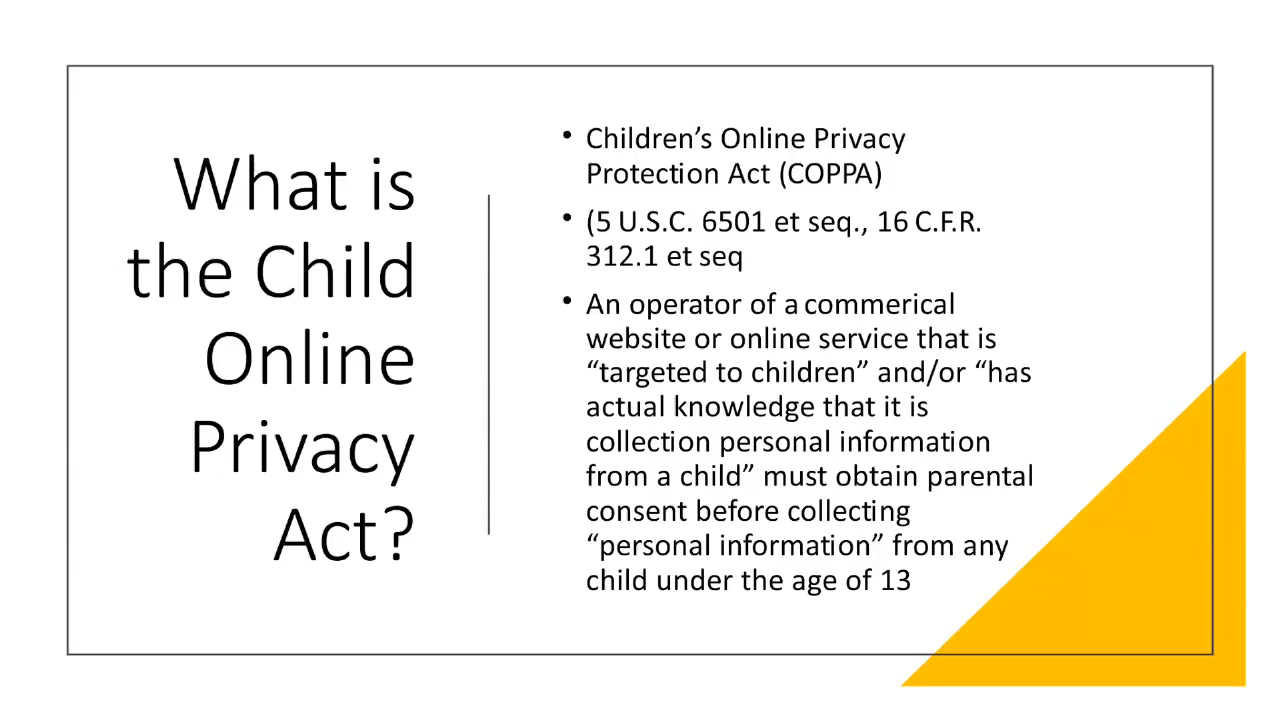 What is
the Child
Online
Privacy
Act?
• Children’s Online Privacy
Protection Act (COPPA)
• (5 U.S.C. 6501 et seq., 16 C.F.R.
312.1 et seq
• An operator of a commerical
website or online service that is
“targeted to children” and/or “has
actual knowledge that it is
collection personal information
from a child” must obtain parental
consent before collecting
“personal information” from any
child under the age of 13